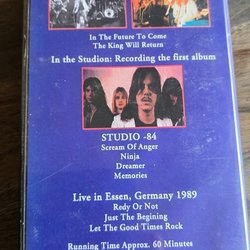 In The Future To Come
The King Will Return
In the Studion: Recording the first album
STUDIO -84
Scream Of Anger
Ninja
Dreamer
Memories
Live in Essen, Germany 1989
Redy Or Not
Just The Begining
Let The Good Times Rock
Running Time Approx. 60 Minutes